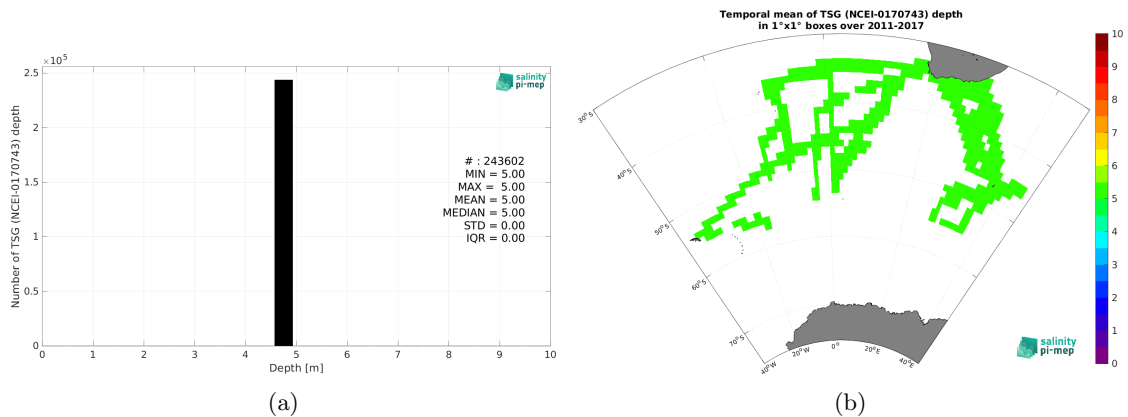 ×10⁵
2.5
2
1.5
1
0.5
0
0 1 2 3 4 5 6 7 8 9 10
Number of TSG (NCEI-0170743) depth
Depth [m]
salinity
pi-mep
# : 243602
MIN = 5.00
MAX = 5.00
MEAN = 5.00
MEDIAN = 5.00
STD = 0.00
IQR = 0.00
(a)
Temporal mean of TSG (NCEI-0170743) depth
in 1°x1° boxes over 2011-2017
30°S
40°S
50°S
60°S
70°S
40°W
20°W
0°
20°E
40°E
10
9
8
7
6
5
4
3
2
1
0
salinity
pi-mep
(b)